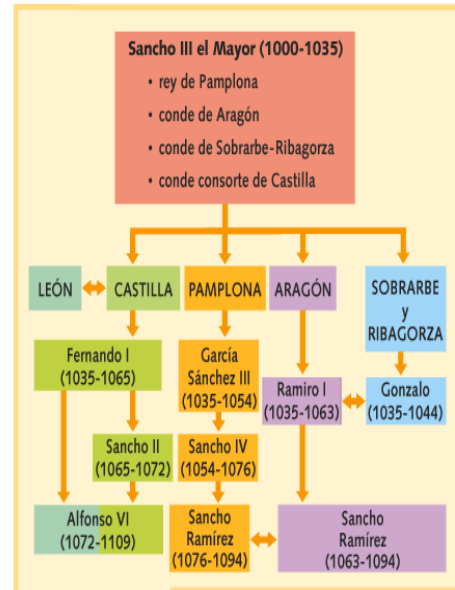 Sancho III el Mayor (1000-1035)
• rey de Pamplona
• conde de Aragón
• conde de Sobrarbe-Ribagorza
• conde consorte de Castilla
LEÓN
CASTILLA
PAMPLONA
ARAGÓN
SOBRARBE
y
RIBAGORZA
Fernando I
(1035-1065)
García
Sánchez III
(1035-1054)
Ramiro I
(1035-1063)
Gonzalo
(1035-1044)
Sancho II
(1065-1072)
Sancho IV
(1054-1076)
Alfonso VI
(1072-1109)
Sancho
Ramírez
(1076-1094)
Sancho
Ramírez
(1063-1094)